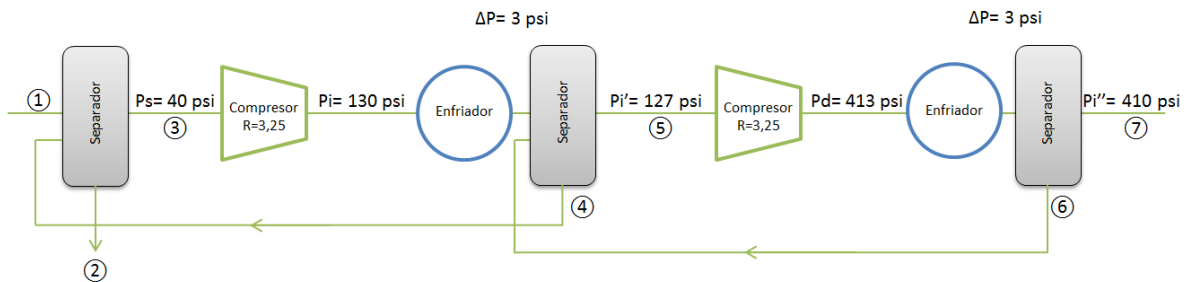 ΔP= 3 psi
ΔP= 3 psi
①
Separador
Ps= 40 psi
③
Compresor
R=3,25
Pi= 130 psi
Enfriador
Separador
Pi’= 127 psi
⑤
Compresor
R=3,25
Pd= 413 psi
Enfriador
Separador
Pi’’= 410 psi
⑦
④
⑥
②